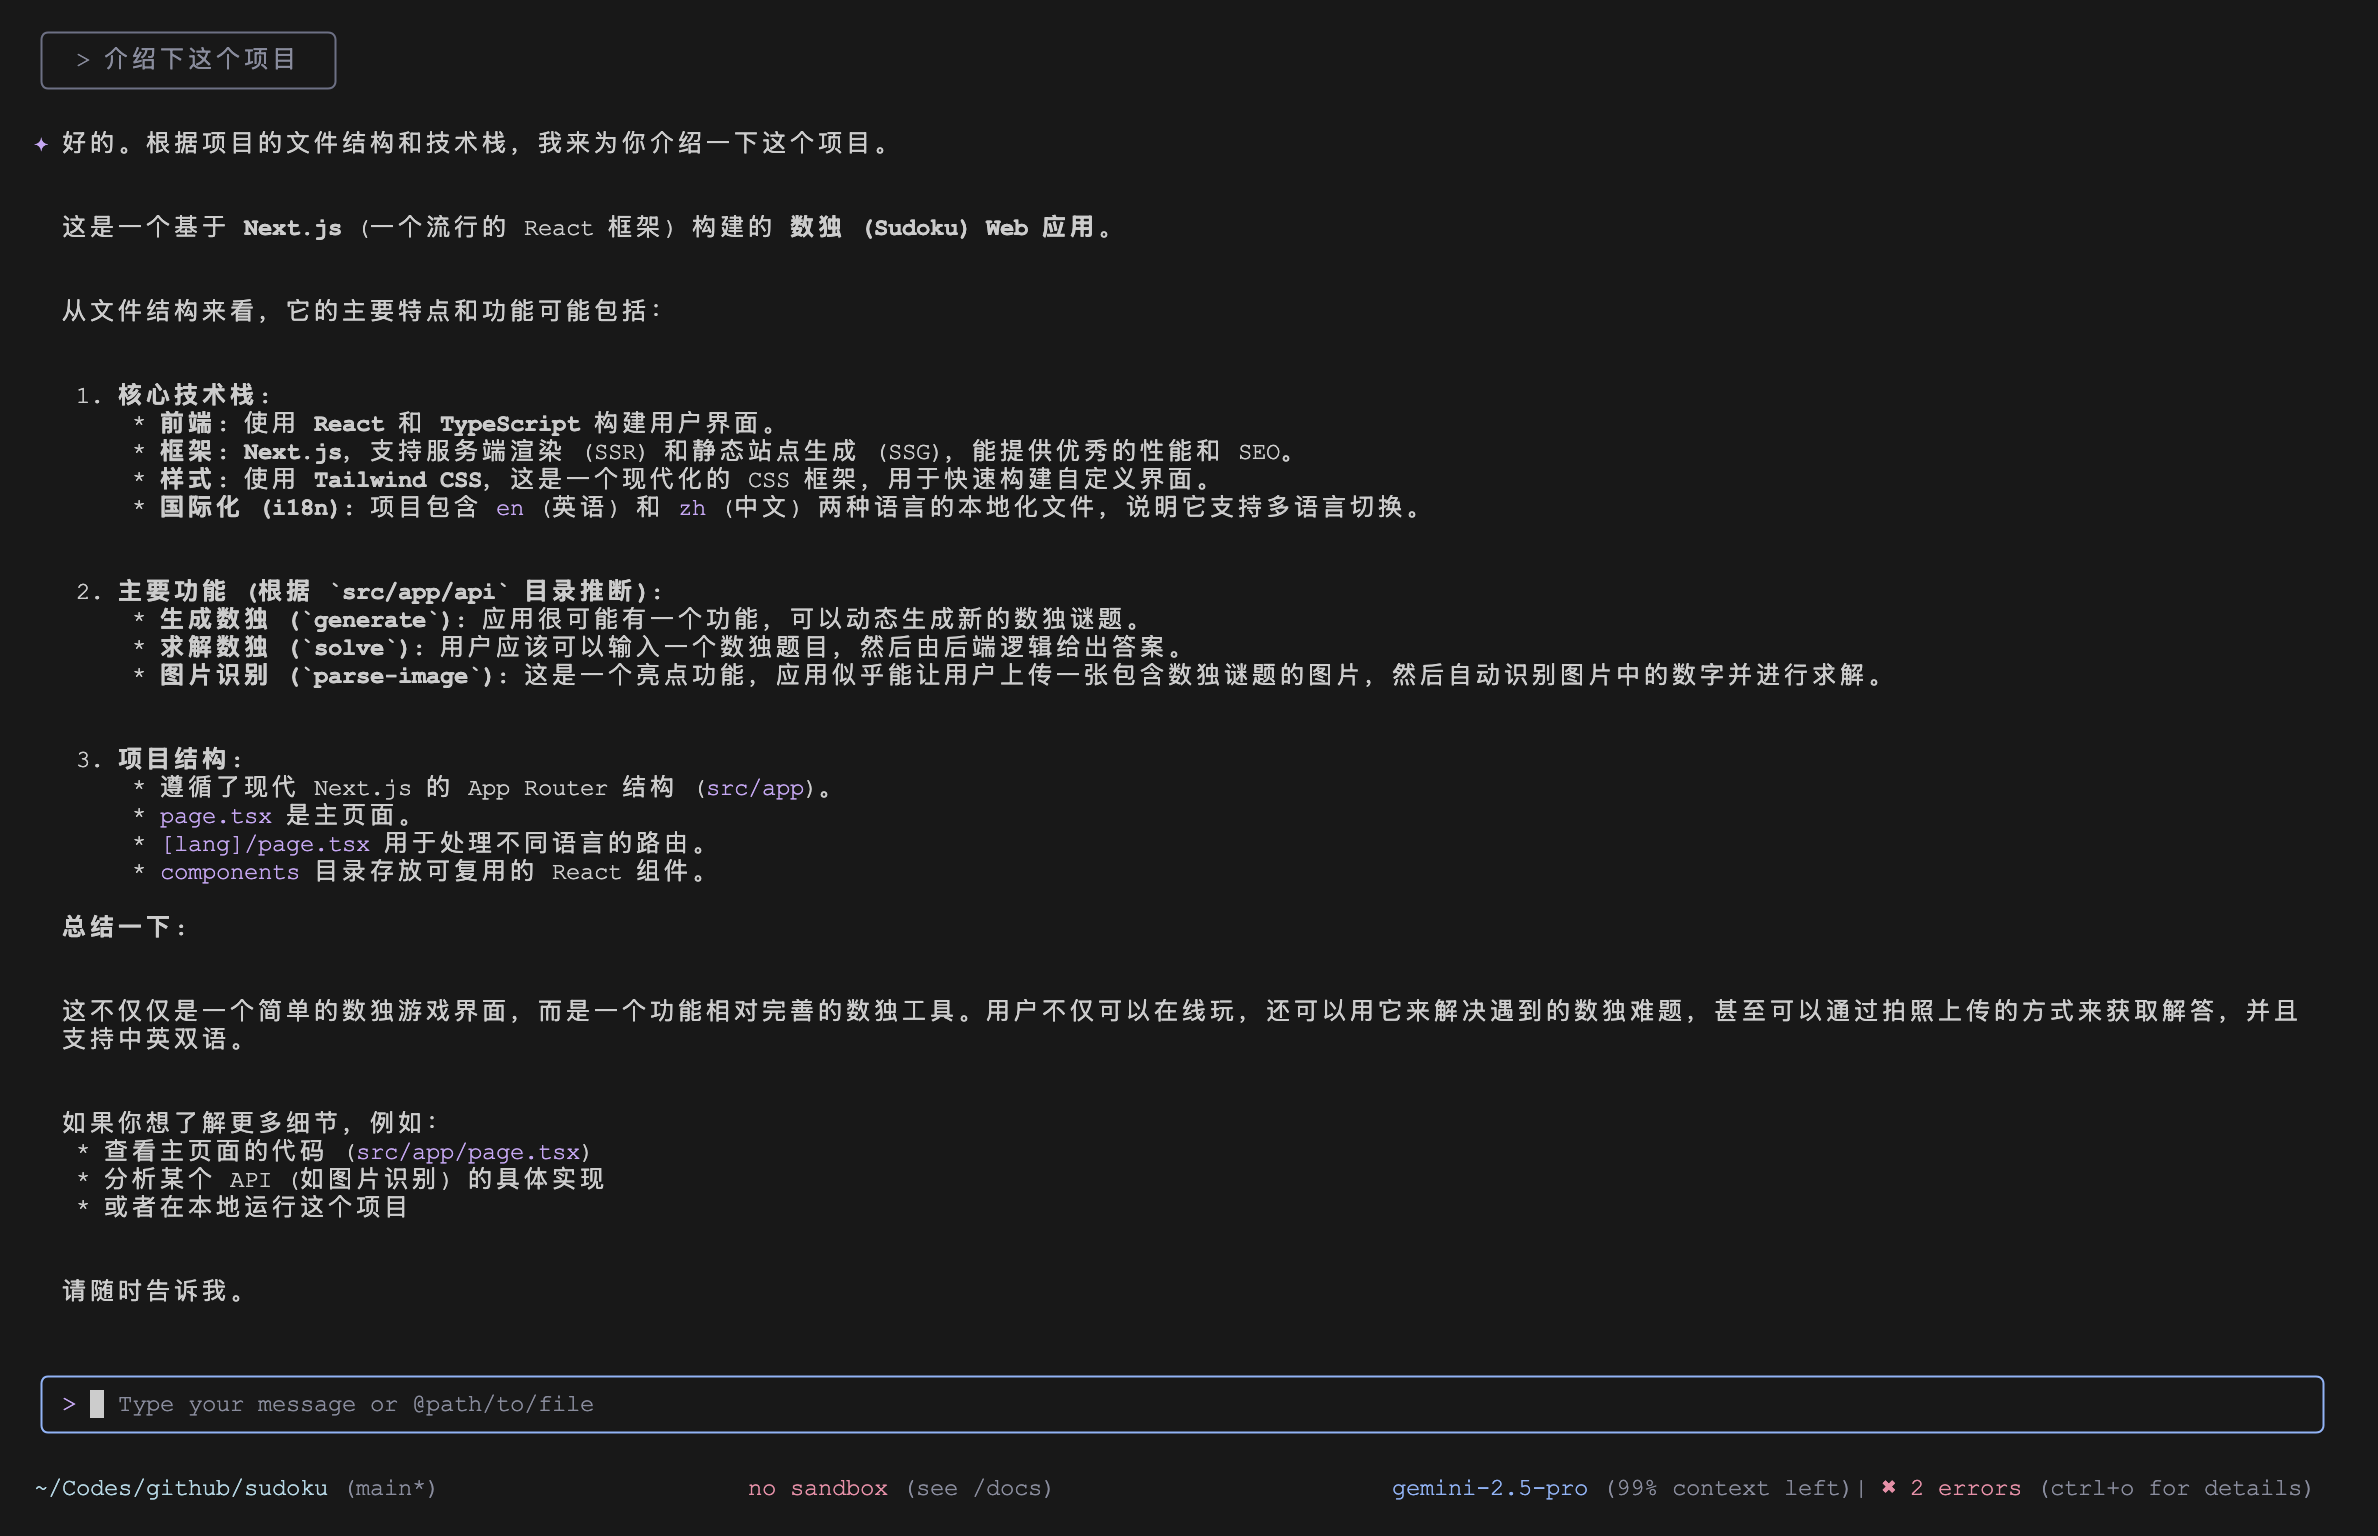 > 介绍下这个项目
✦ 好的。根据项目的文件结构和技术栈，我来为你介绍一下这个项目。
这是一个基于 Next.js (一个流行的 React 框架) 构建的 数独 (Sudoku) Web 应用。
从文件结构来看，它的主要特点和功能可能包括：
1. 核心技术栈:
* 前端: 使用 React 和 TypeScript 构建用户界面。
* 框架: Next.js，支持服务端渲染 (SSR) 和静态站点生成 (SSG)，能提供优秀的性能和 SEO。
* 样式: 使用 Tailwind CSS，这是一个现代化的 CSS 框架，用于快速构建自定义界面。
* 国际化 (i18n): 项目包含 en (英语) 和 zh (中文) 两种语言的本地化文件，说明它支持多语言切换。
2. 主要功能 (根据 `src/app/api` 目录推断):
* 生成数独 (`generate`): 应用很可能有一个功能，可以动态生成新的数独谜题。
* 求解数独 (`solve`): 用户应该可以输入一个数独题目，然后由后端逻辑给出答案。
* 图片识别 (`parse-image`): 这是一个亮点功能，应用似乎能让用户上传一张包含数独谜题的图片，然后自动识别图片中的数字并进行求解。
3. 项目结构:
* 遵循了现代 Next.js 的 App Router 结构 (src/app)。
* page.tsx 是主页面。
* [lang]/page.tsx 用于处理不同语言的路由。
* components 目录存放可复用的 React 组件。
总结一下:
这不仅仅是一个简单的数独游戏界面，而是一个功能相对完善的数独工具。用户不仅可以在线玩，还可以用它来解决遇到的数独难题，甚至可以通过拍照上传的方式来获取解答，并且
支持中英双语。
如果你想了解更多细节，例如：
* 查看主页面的代码 (src/app/page.tsx)
* 分析某个 API (如图片识别) 的具体实现
* 或者在本地运行这个项目
请随时告诉我。
> Type your message or @path/to/file
~/Codes/github/sudoku (main*) no sandbox (see /docs) gemini-2.5-pro (99% context left)| ✖ 2 errors (ctrl+o for details)